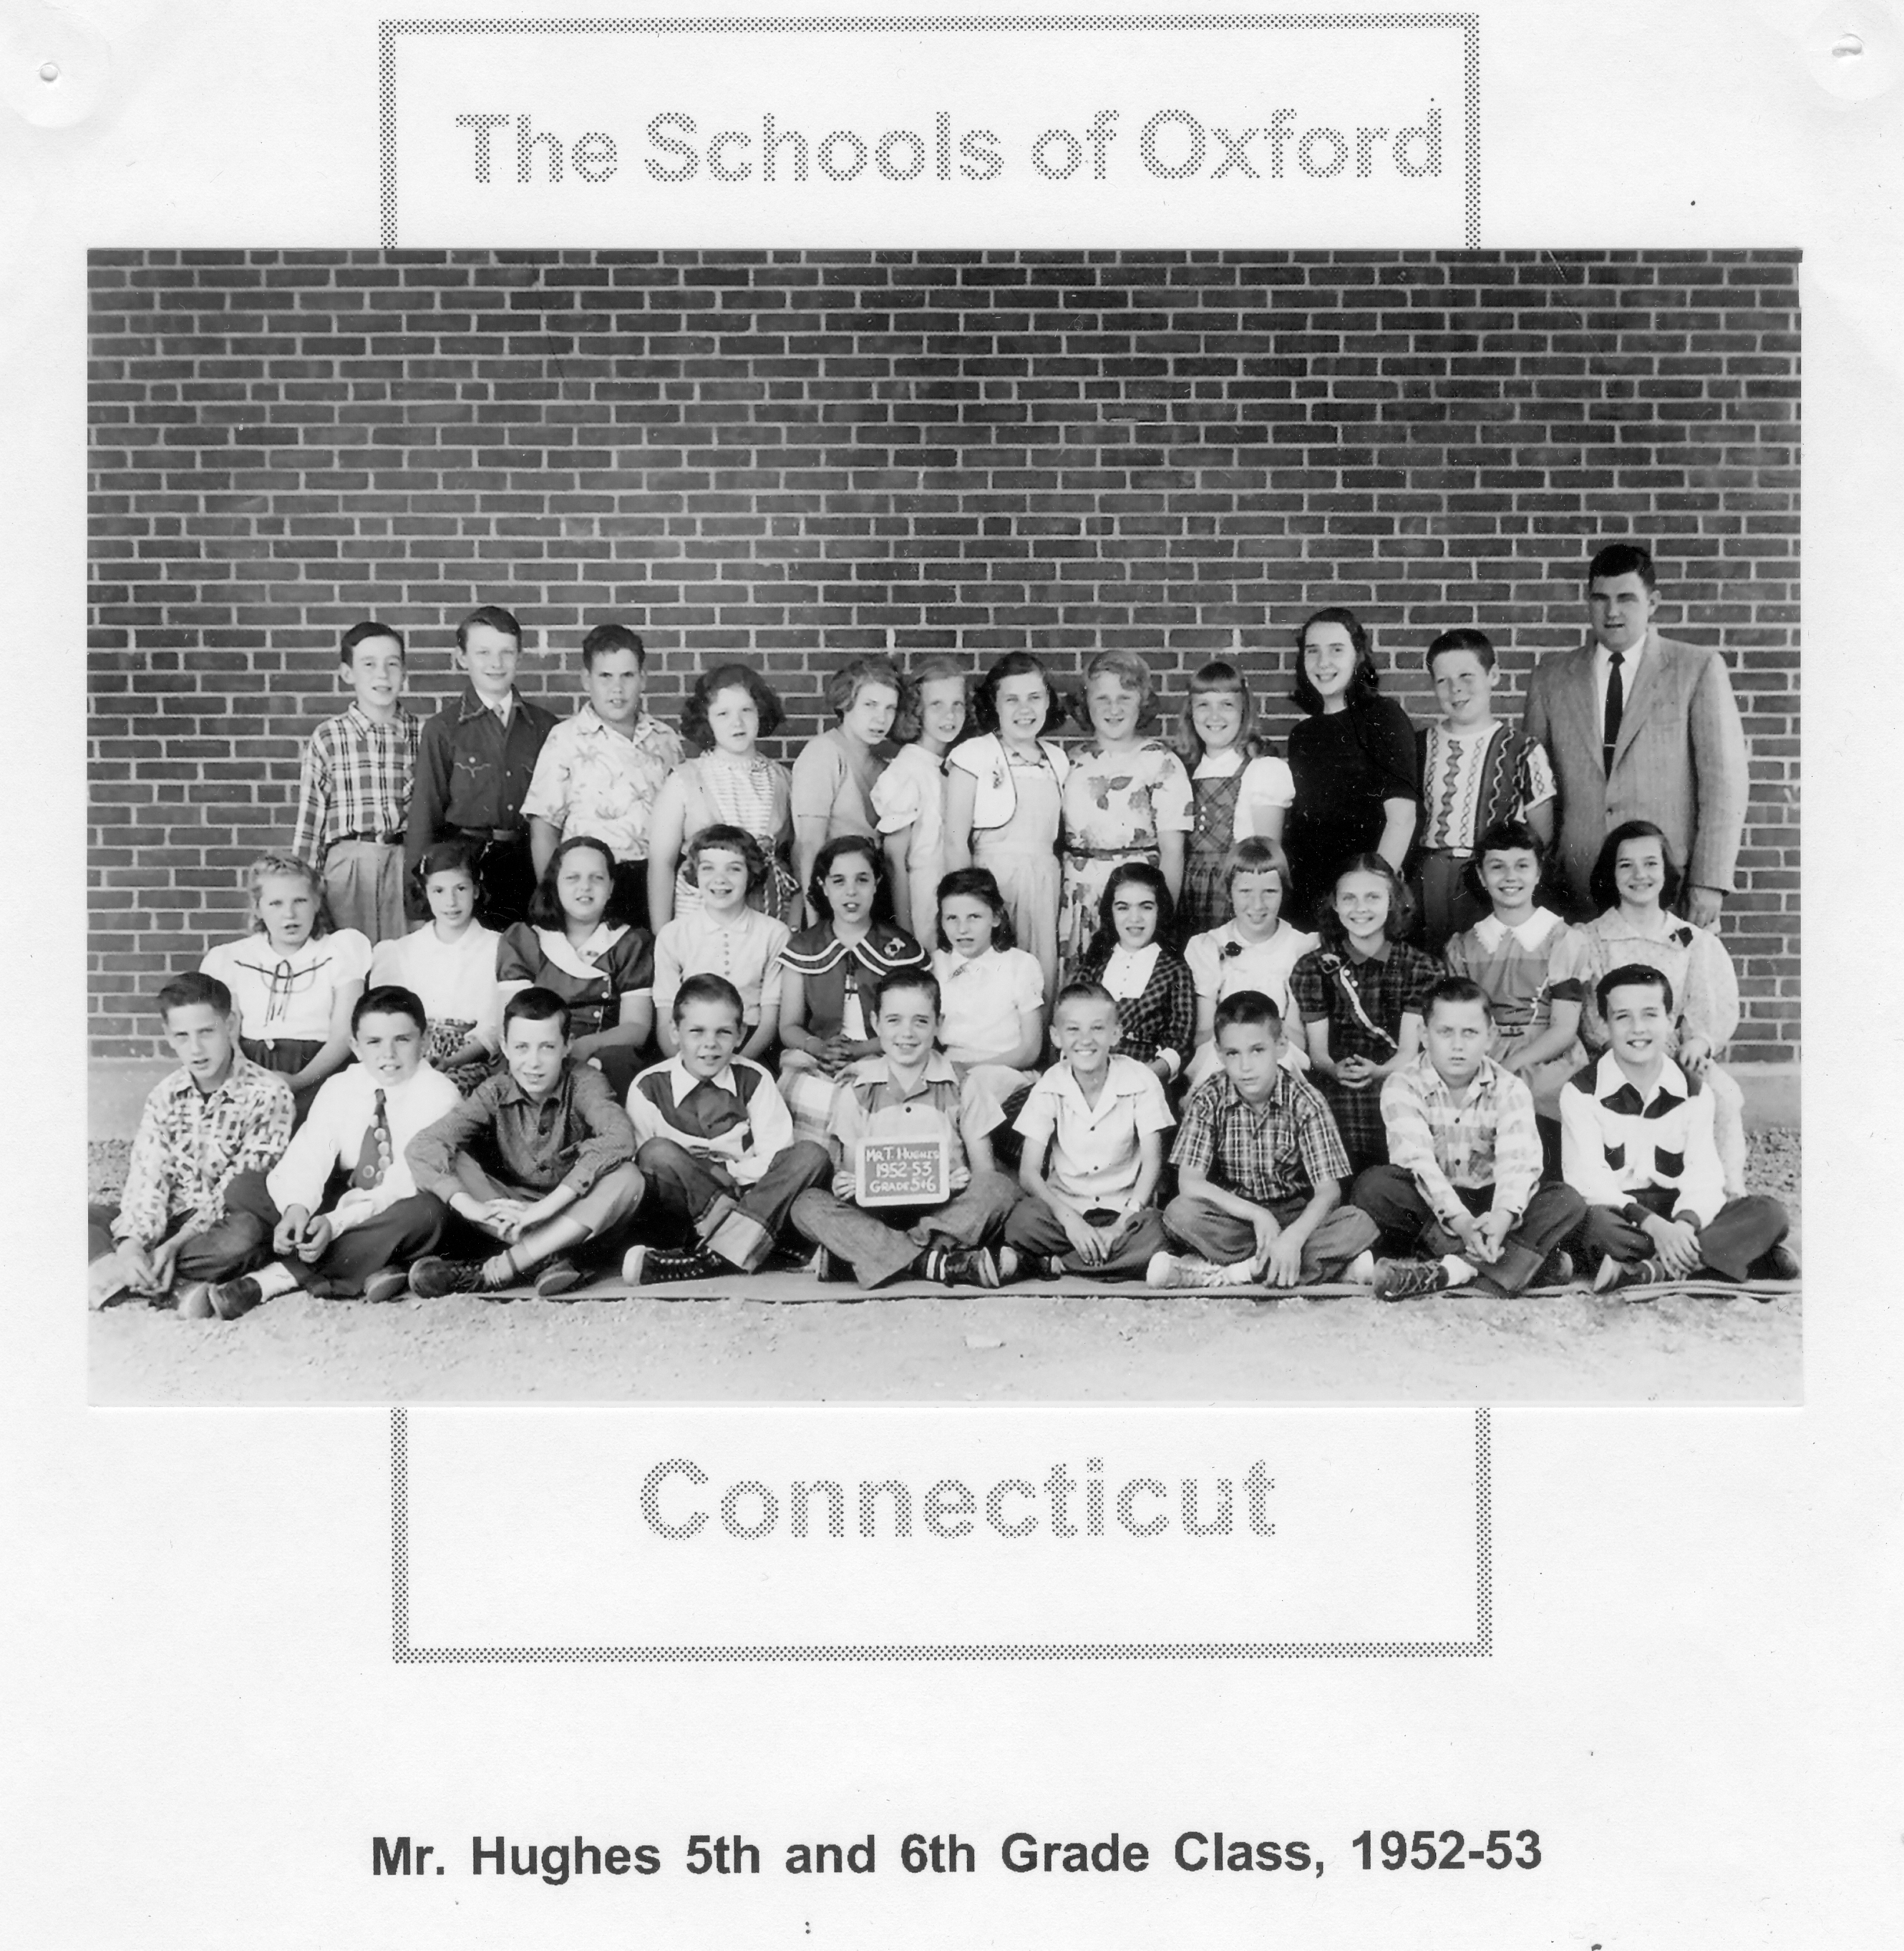 The Schools of Oxford
MR. T. HUGHES
1952-53
GRADE 5+6
Connecticut
Mr. Hughes 5th and 6th Grade Class, 1952-53